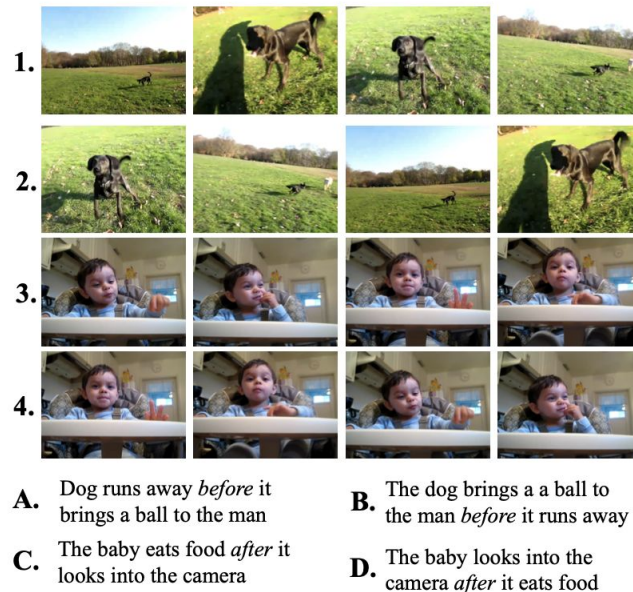 1.
2.
3.
4.
A. Dog runs away before it
brings a ball to the man
B. The dog brings a a ball to
the man before it runs away
C. The baby eats food after it
looks into the camera
D. The baby looks into the
camera after it eats food